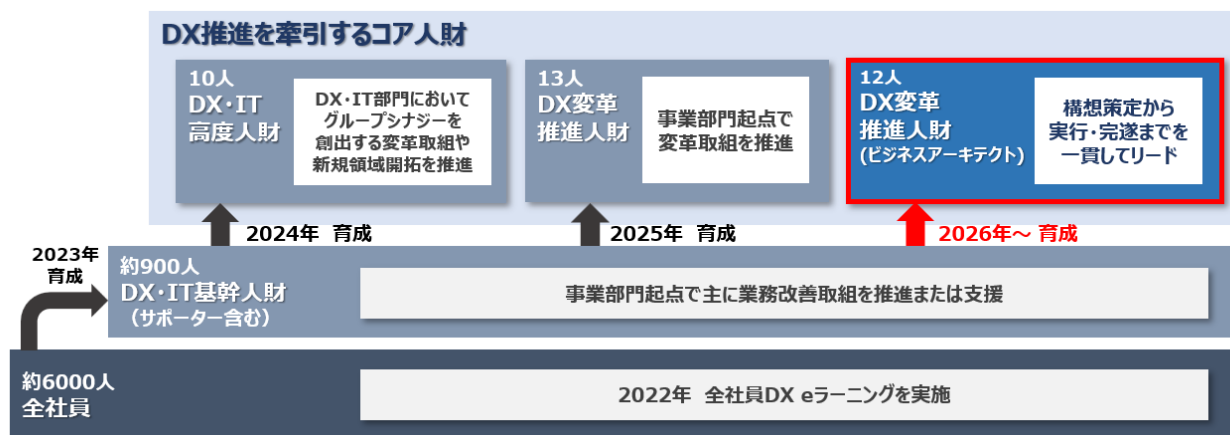 DX推進を牽引するコア人財
10人
DX・IT
高度人財
DX・IT部門において
グループシナジーを
創出する変革取組や
新規領域開拓を推進
13人
DX変革
推進人財
事業部門起点で
変革取組を推進
12人
DX変革
推進人財
(ビジネスアーキテクト)
構想策定から
実行・完遂までを
一貫してリード
2024年 育成
2025年 育成
2026年～ 育成
2023年
育成
約900人
DX・IT基幹人財
（サポーター含む）
事業部門起点で主に業務改善取組を推進または支援
約6000人
全社員
2022年 全社員DX eラーニングを実施